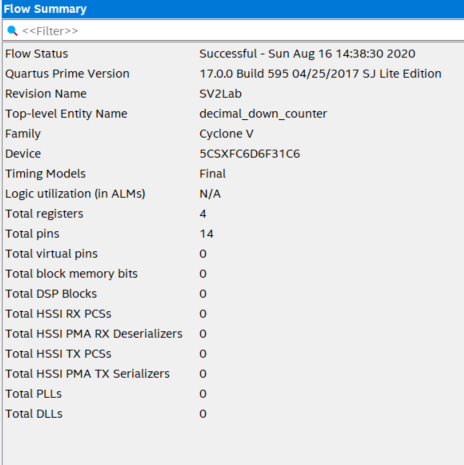 Flow Summary
<<Filter>>
Flow Status Successful - Sun Aug 16 14:38:30 2020
Quartus Prime Version 17.0.0 Build 595 04/25/2017 SJ Lite Edition
Revision Name SV2Lab
Top-level Entity Name decimal_down_counter
Family Cyclone V
Device 5CSXFC6D6F31C6
Timing Models Final
Logic utilization (in ALMs) N/A
Total registers 4
Total pins 14
Total virtual pins 0
Total block memory bits 0
Total DSP Blocks 0
Total HSSI RX PCSs 0
Total HSSI PMA RX Deserializers 0
Total HSSI TX PCSs 0
Total HSSI PMA TX Serializers 0
Total PLLs 0
Total DLLs 0